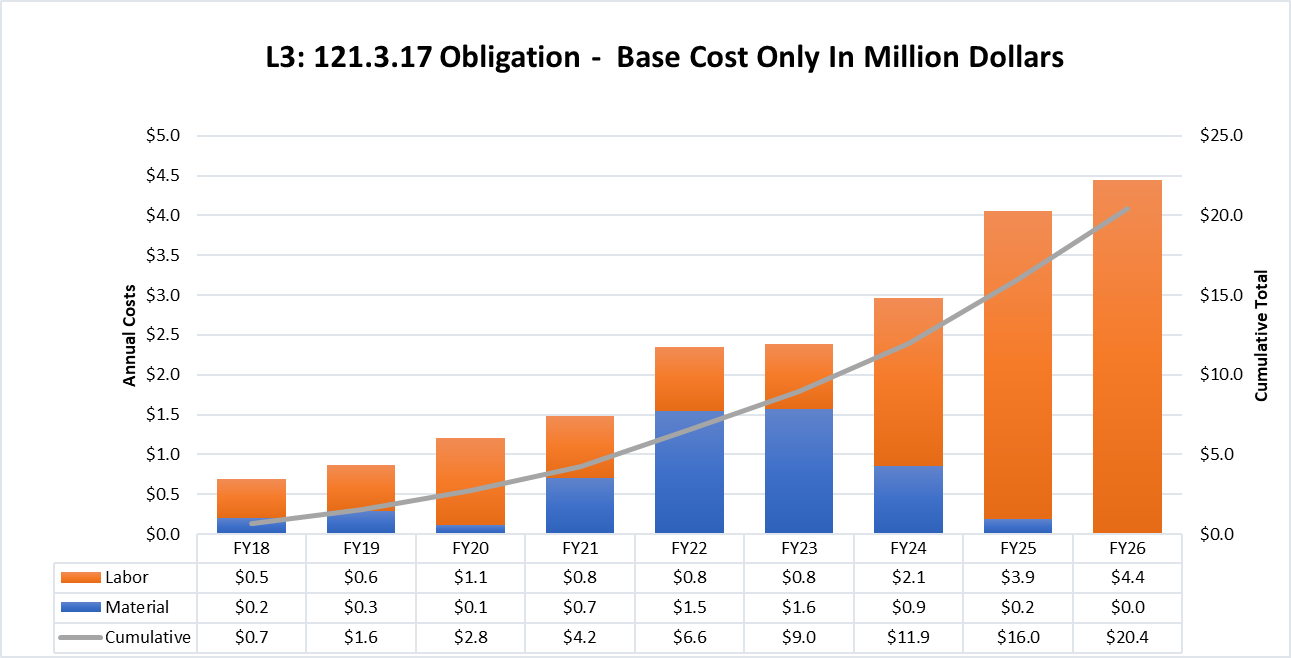 L3: 121.3.17 Obligation -  Base Cost Only In Million Dollars
$5.0
$4.5
$4.0
$3.5
$3.0
$2.5
$2.0
$1.5
$1.0
$0.5
$0.0
Annual Costs
$25.0
$20.0
$15.0
$10.0
$5.0
$0.0
Cumulative Total
FY18 FY19 FY20 FY21 FY22 FY23 FY24 FY25 FY26
Labor $0.5 $0.6 $1.1 $0.8 $0.8 $0.8 $2.1 $3.9 $4.4
Material $0.2 $0.3 $0.1 $0.7 $1.5 $1.6 $0.9 $0.2 $0.0
Cumulative $0.7 $1.6 $2.8 $4.2 $6.6 $9.0 $11.9 $16.0 $20.4